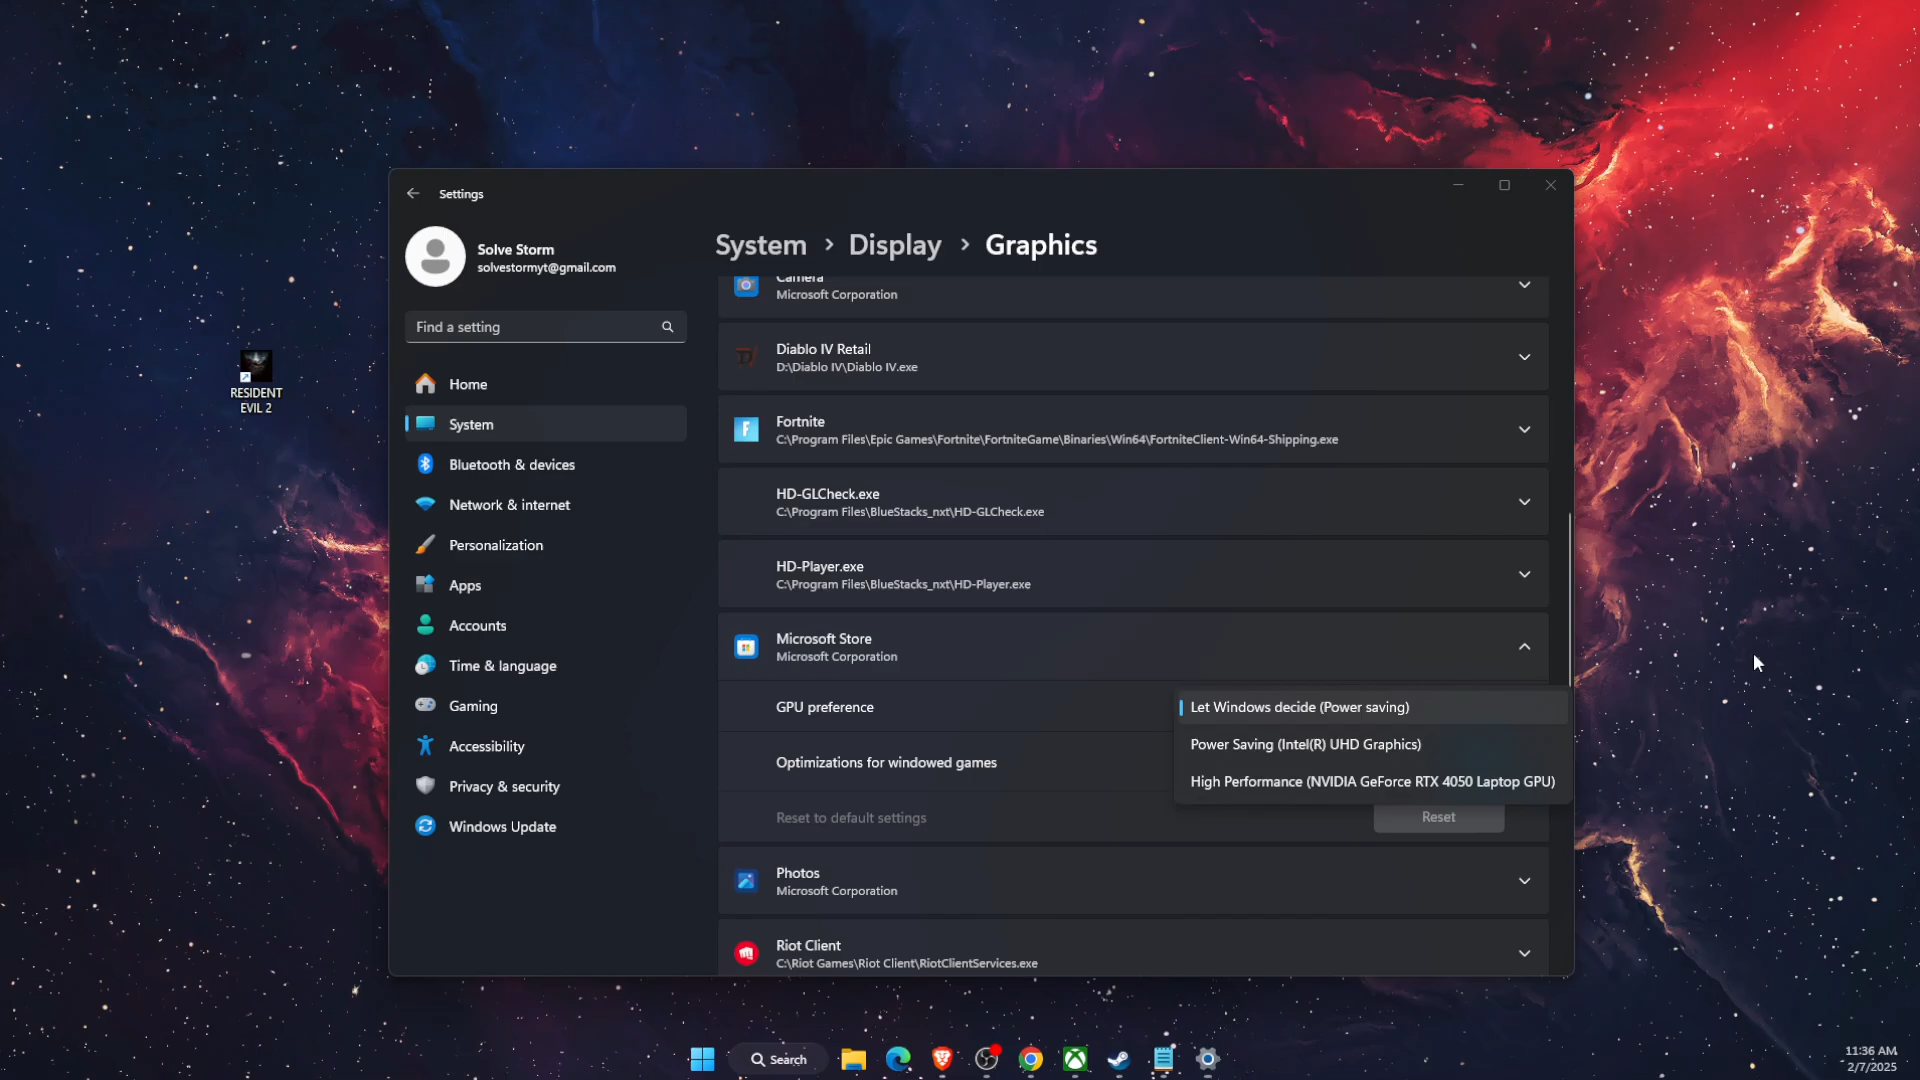 Settings
Solve Storm
solvestormyt@gmail.com
Find a setting
Home
System
Bluetooth & devices
Network & internet
Personalization
Apps
Accounts
Time & language
Gaming
Accessibility
Privacy & security
Windows Update
System > Display > Graphics
Camera
Microsoft Corporation
Diablo IV Retail
D:\Diablo IV\Diablo IV.exe
Fortnite
C:\Program Files\Epic Games\Fortnite\FortniteGame\Binaries\Win64\FortniteClient-Win64-Shipping.exe
HD-GLCheck.exe
C:\Program Files\BlueStacks_nxt\HD-GLCheck.exe
HD-Player.exe
C:\Program Files\BlueStacks_nxt\HD-Player.exe
Microsoft Store
Microsoft Corporation
GPU preference
Let Windows decide (Power saving)
Power Saving (Intel(R) UHD Graphics)
High Performance (NVIDIA GeForce RTX 4050 Laptop GPU)
Optimizations for windowed games
Reset to default settings
Reset
Photos
Microsoft Corporation
Riot Client
C:\Riot Games\Riot Client\RiotClientServices.exe
RESIDENT
EVIL 2
Search
11:36 AM
2/7/2025